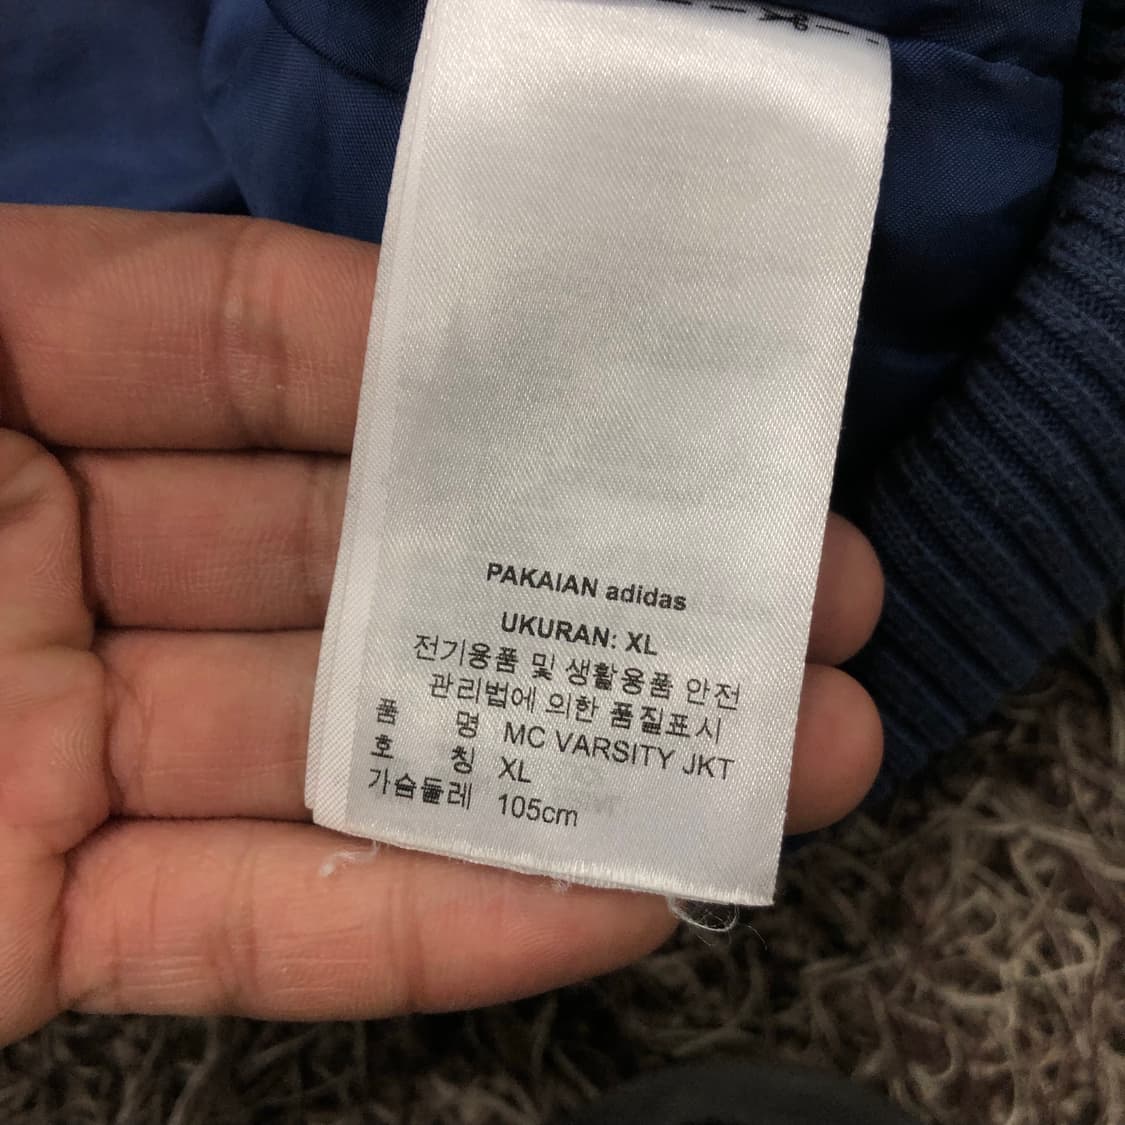 PAKAIAN adidas
UKURAN: XL
전기용품 및 생활용품 안전
관리법에 의한 품질표시
품 명 MC VARSITY JKT
호 칭 XL
가슴둘레 105cm